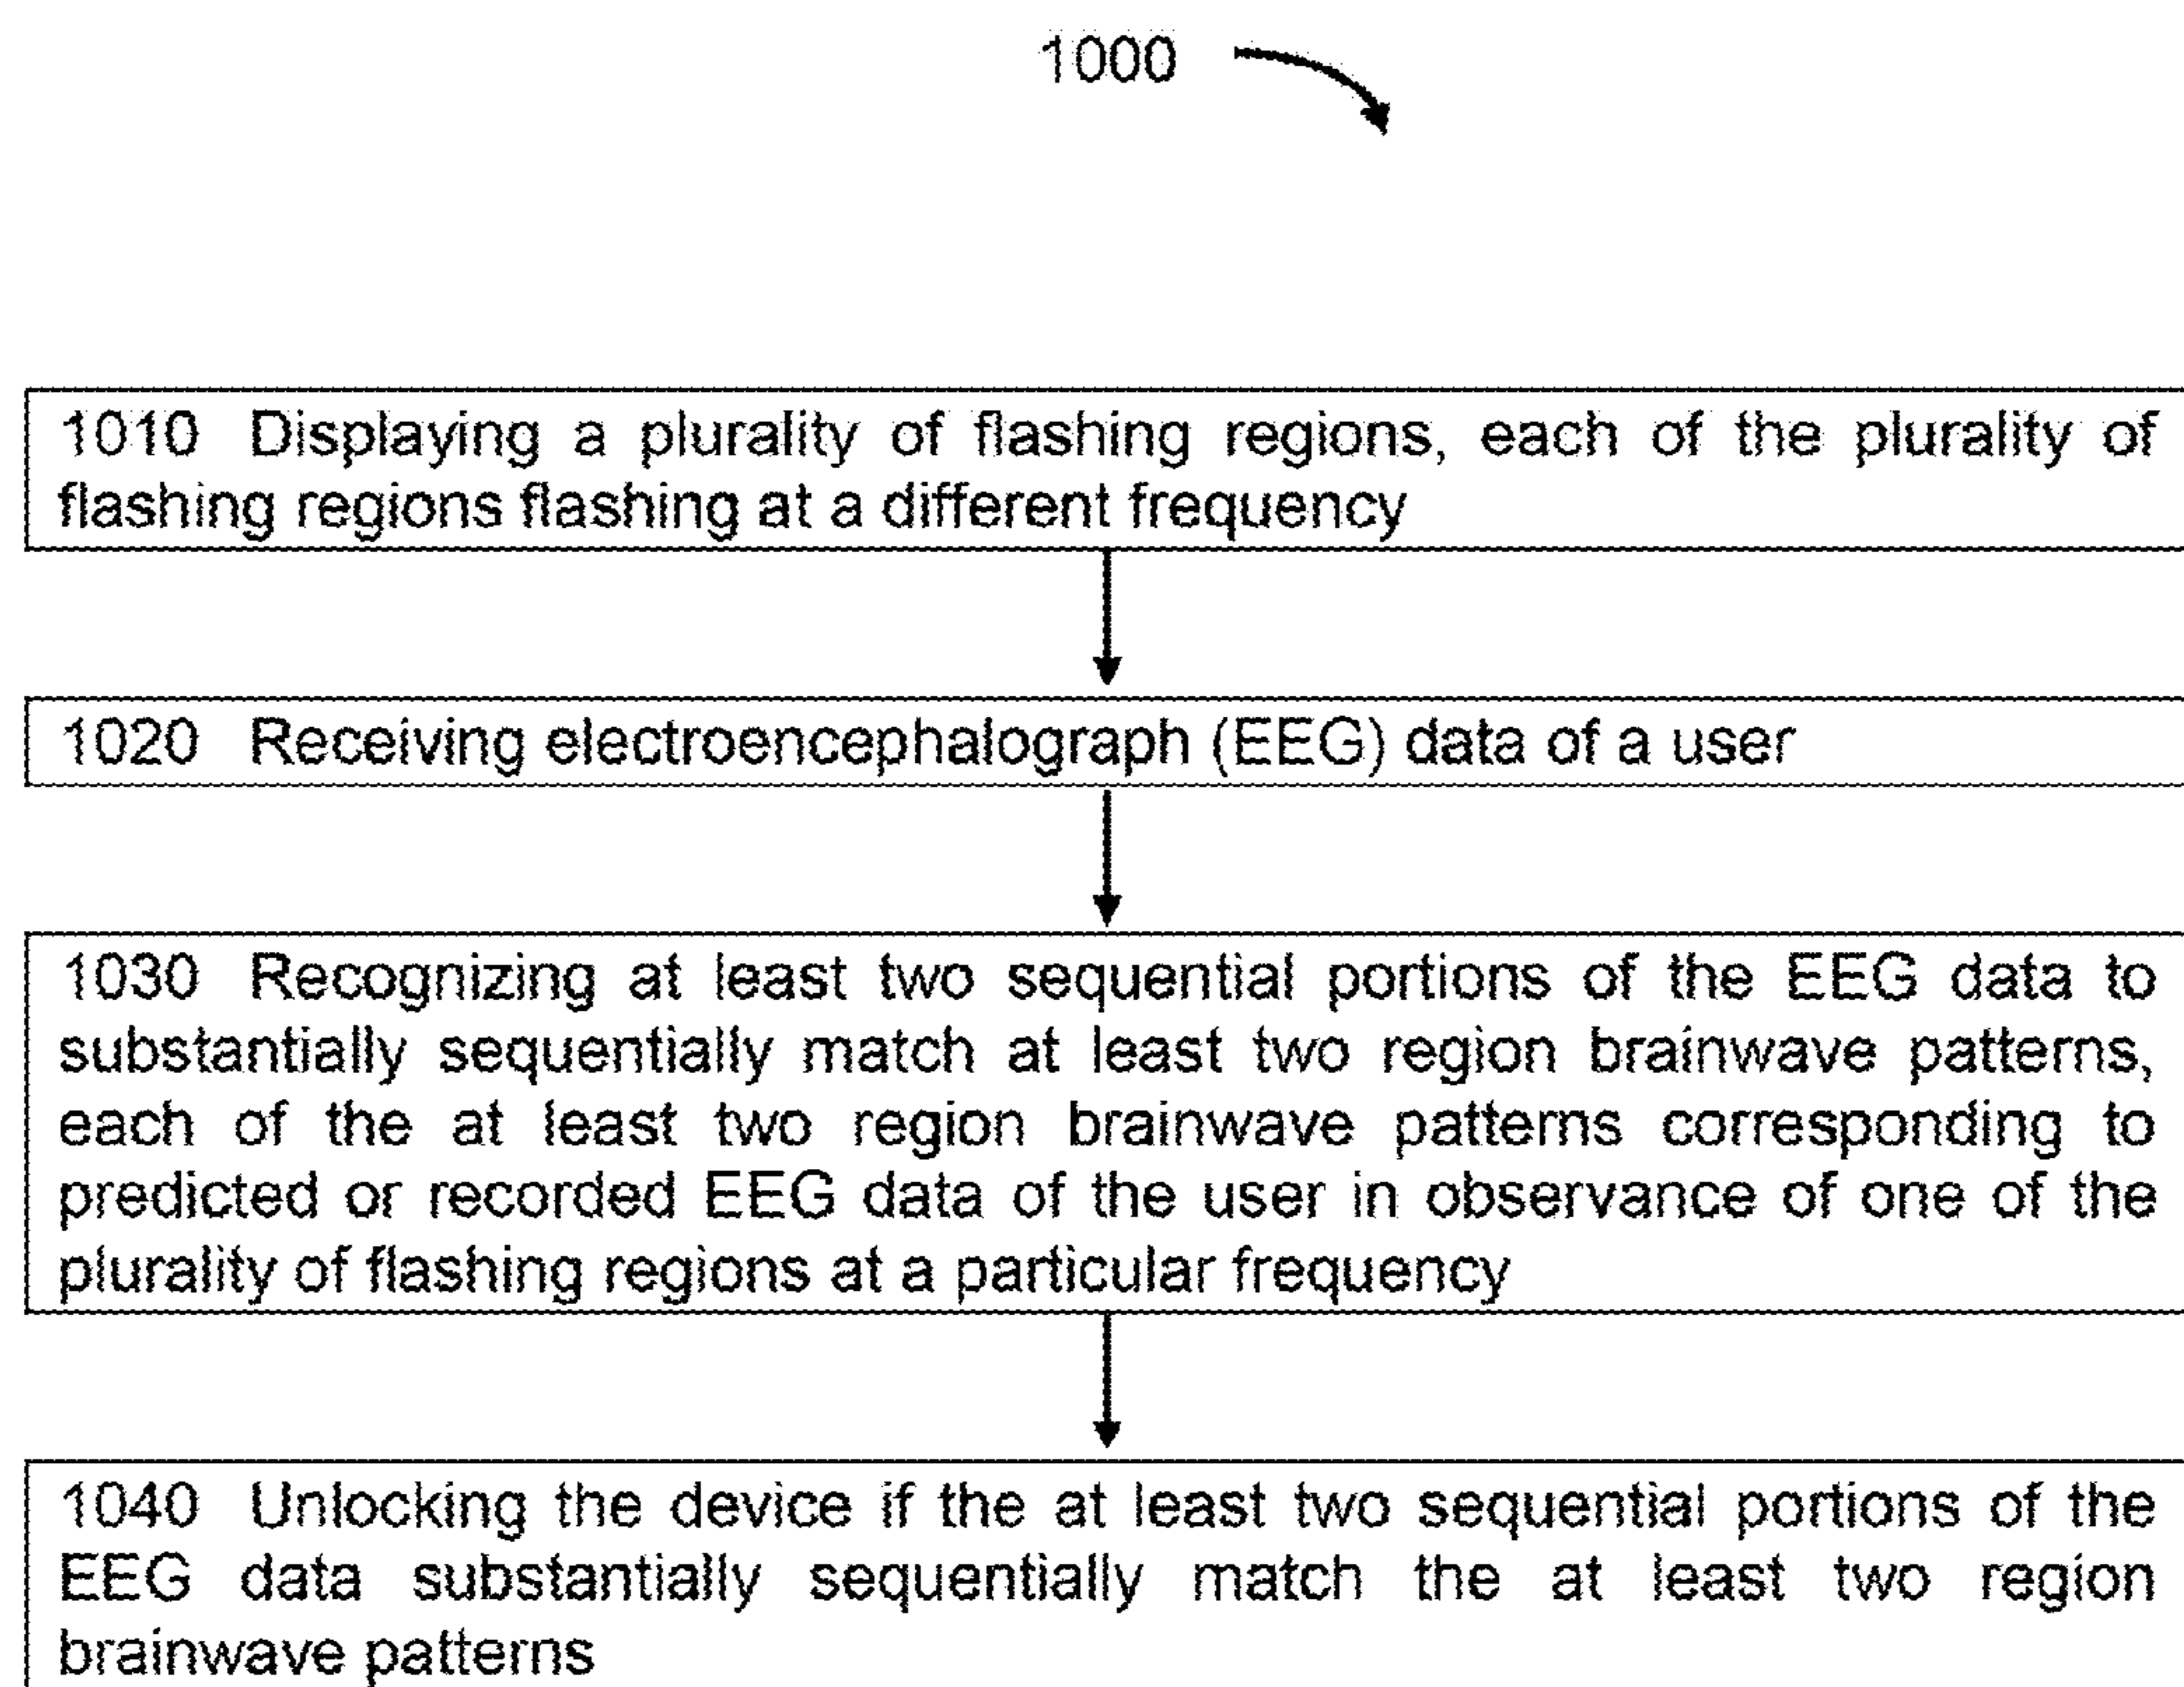 1000
1010 Displaying a plurality of flashing regions, each of the plurality of
flashing regions flashing at a different frequency
1020 Receiving electroencephalograph (EEG) data of a user
1030 Recognizing at least two sequential portions of the EEG data to
substantially sequentially match at least two region brainwave patterns,
each of the at least two region brainwave patterns corresponding to
predicted or recorded EEG data of the user in observance of one of the
plurality of flashing regions at a particular frequency
1040 Unlocking the device if the at least two sequential portions of the
EEG data substantially sequentially match the at least two region
brainwave patterns